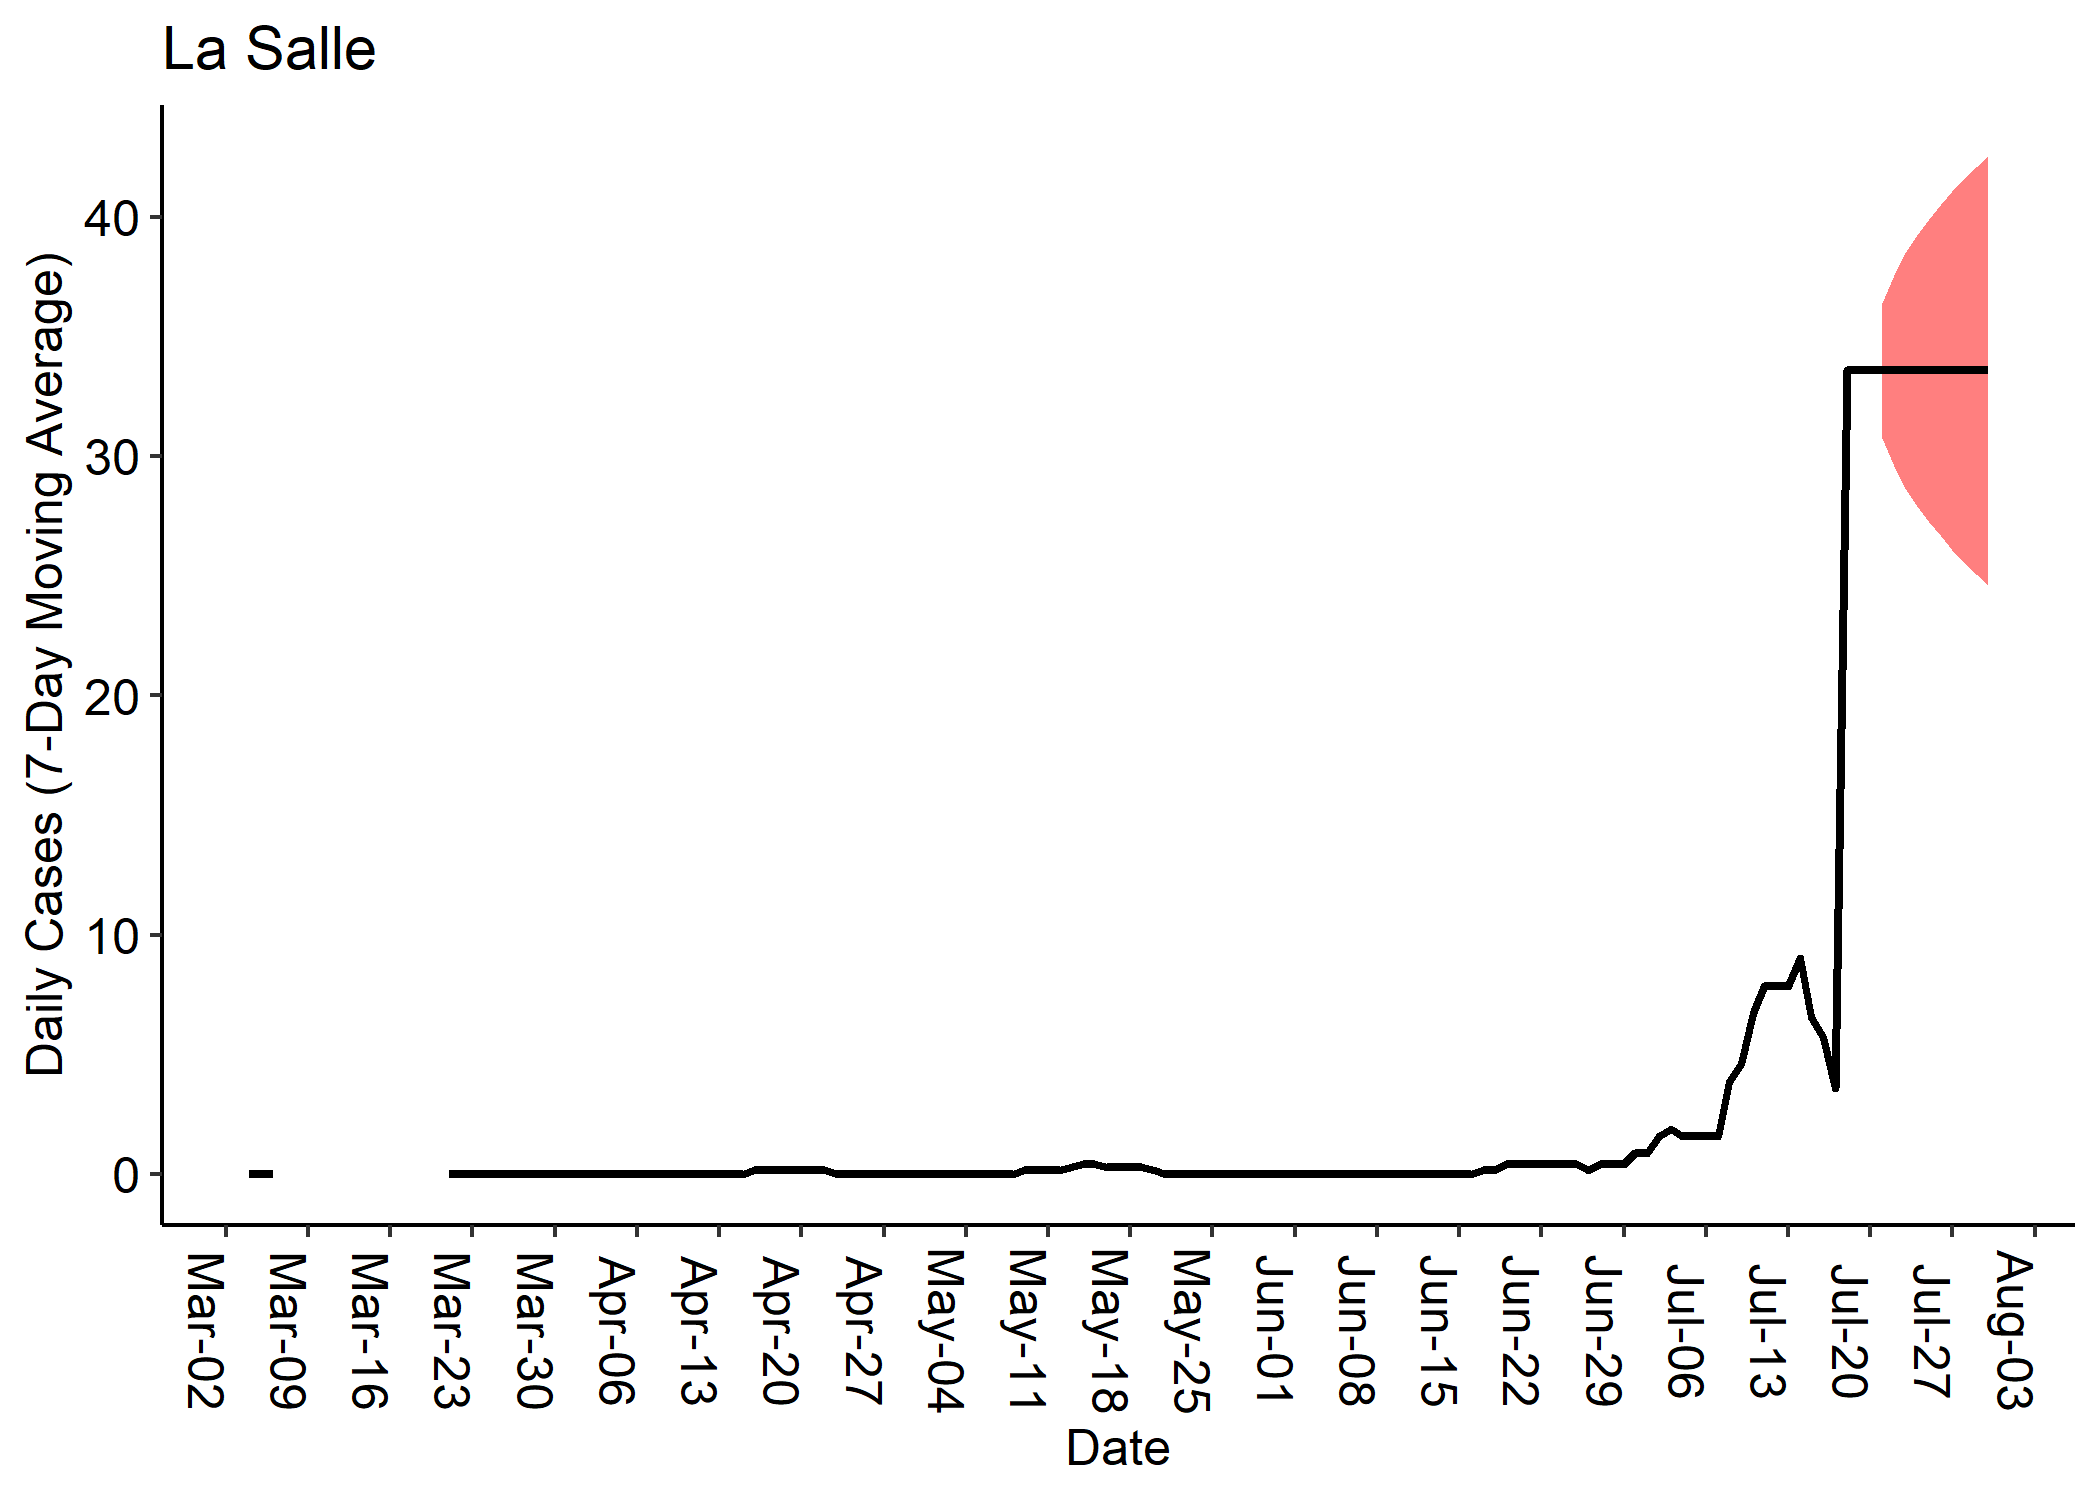 La Salle
Daily Cases (7-Day Moving Average)
40
30
20
10
0
Mar-02
Mar-09
Mar-16
Mar-23
Mar-30
Apr-06
Apr-13
Apr-20
Apr-27
May-04
May-11
May-18
May-25
Jun-01
Jun-08
Jun-15
Jun-22
Jun-29
Jul-06
Jul-13
Jul-20
Jul-27
Aug-03
Date